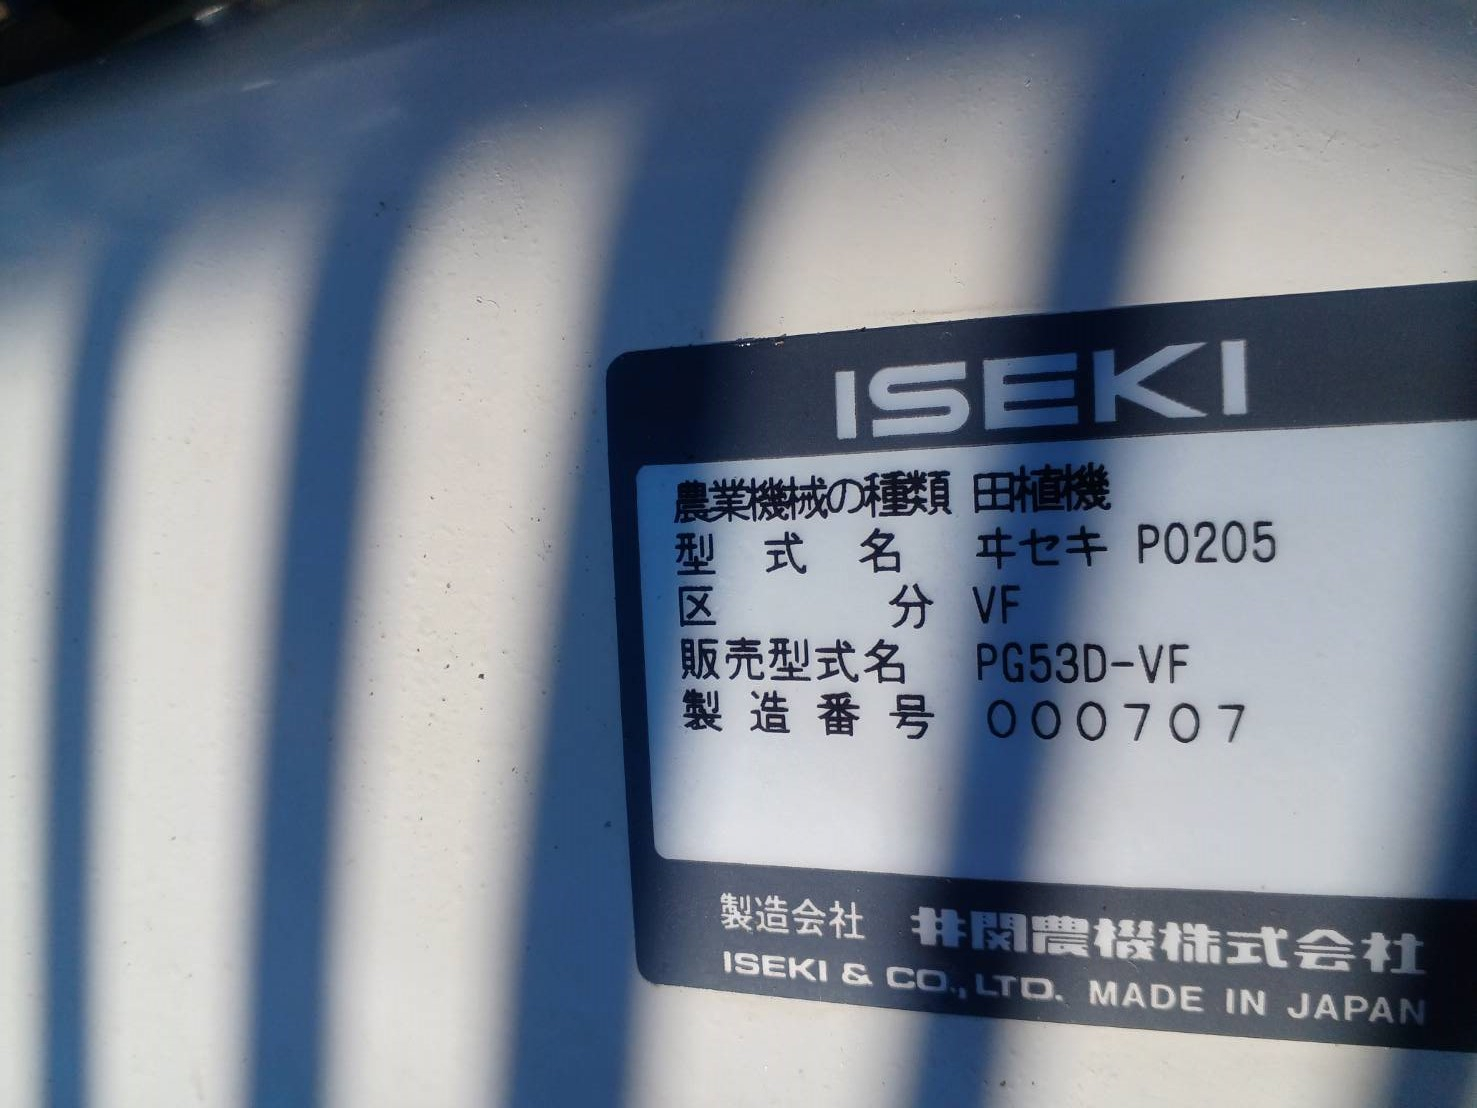 ISEKI
農業機械の種類 田植機
型式名 ヰセキ P0205
区分 VF
販売型式名 PG53D-VF
製造番号 000707
製造会社 井関農機株式会社
ISEKI & CO., LTD. MADE IN JAPAN